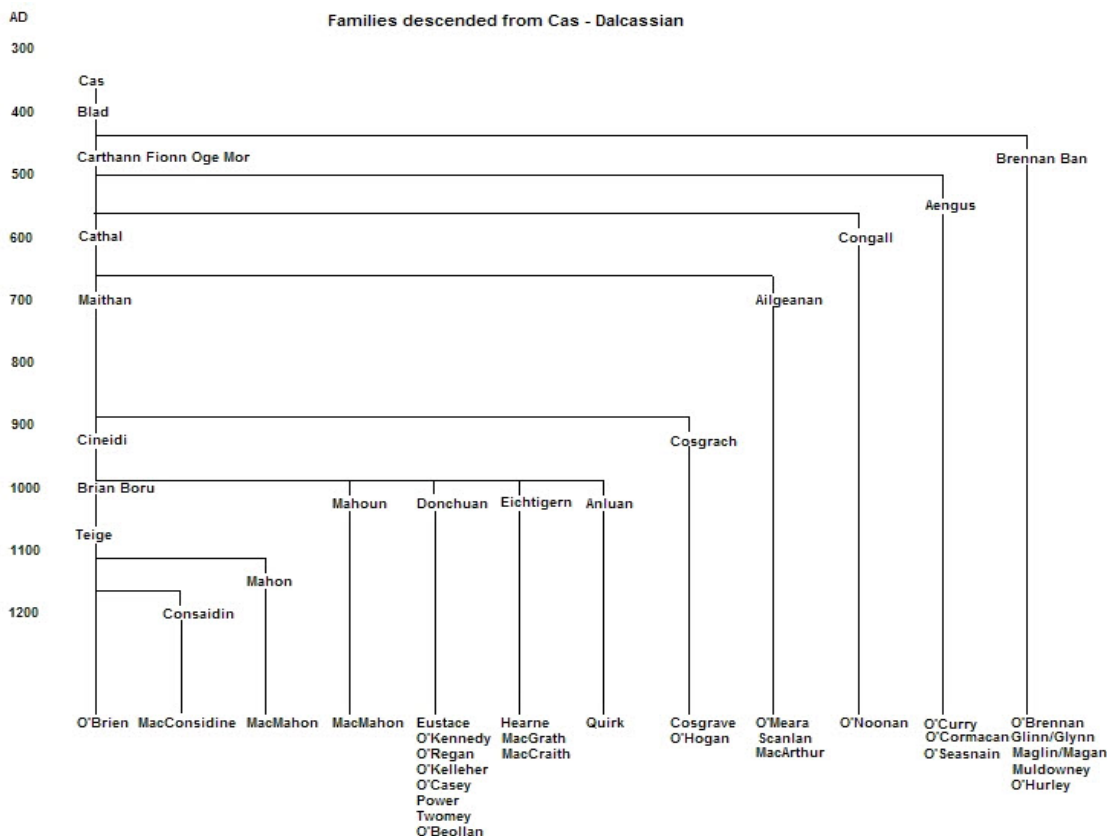 AD
Families descended from Cas - Dalcassian
300
Cas
400
Blad
Carthann Fionn Oge Mor
Brennan Ban
500
Aengus
600
Cathal
Congall
700
Maithan
Ailgeanan
800
900
Cineidi
Cosgrach
1000
Brian Boru
Mahoun
Donchuan
Eichtigern
Anluan
Teige
1100
Mahon
1200
Consaidin
O'Brien
MacConsidine
MacMahon
MacMahon
Eustace
O'Kennedy
O'Regan
O'Kelleher
O'Casey
Power
Twomey
O'Beollan
Hearne
MacGrath
MacCraith
Quirk
Cosgrave
O'Hogan
O'Meara
Scanlan
MacArthur
O'Noonan
O'Curry
O'Cormacan
O'Seasnain
O'Brennan
Glinn/Glynn
Maglin/Magan
Muldowney
O'Hurley